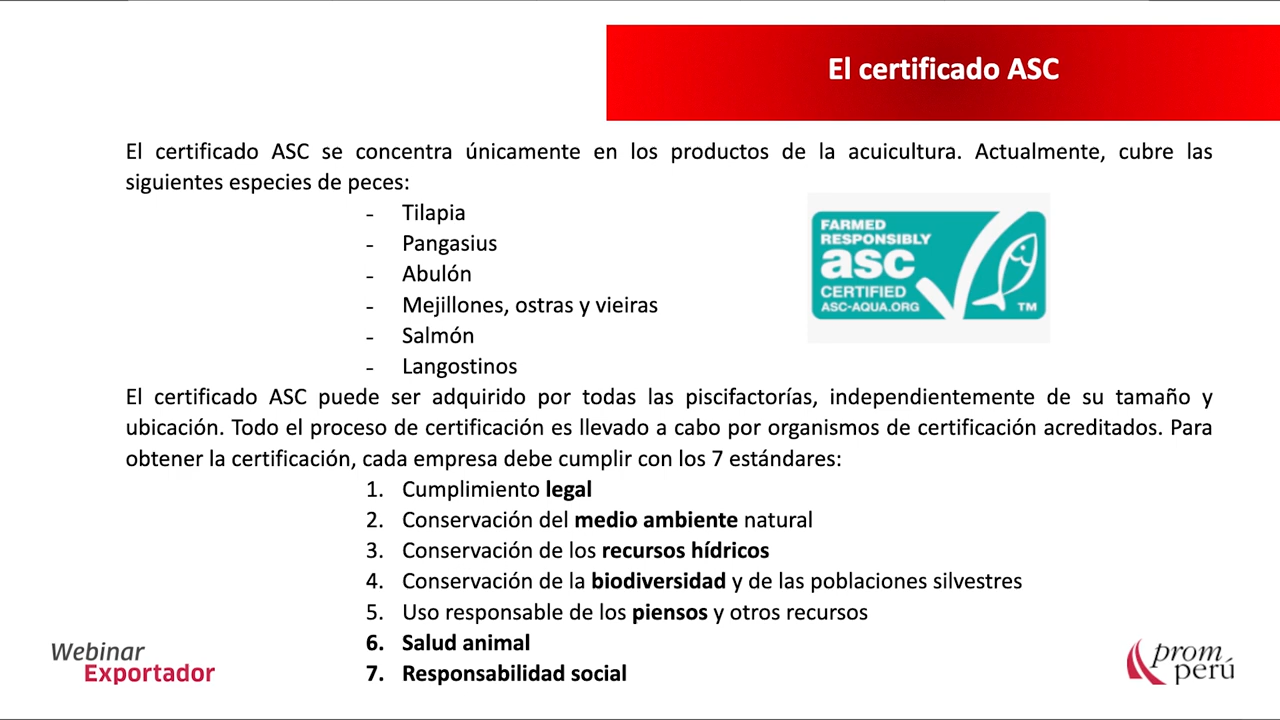 El certificado ASC
El certificado ASC se concentra únicamente en los productos de la acuicultura. Actualmente, cubre las
siguientes especies de peces:
- Tilapia
- Pangasius
- Abulón
- Mejillones, ostras y vieiras
- Salmón
- Langostinos
FARMED
RESPONSIBLY
asc
CERTIFIED
ASC-AQUA.ORG
TM
El certificado ASC puede ser adquirido por todas las piscifactorías, independientemente de su tamaño y
ubicación. Todo el proceso de certificación es llevado a cabo por organismos de certificación acreditados. Para
obtener la certificación, cada empresa debe cumplir con los 7 estándares:
1. Cumplimiento legal
2. Conservación del medio ambiente natural
3. Conservación de los recursos hídricos
4. Conservación de la biodiversidad y de las poblaciones silvestres
5. Uso responsable de los piensos y otros recursos
6. Salud animal
7. Responsabilidad social
Webinar
Exportador
prom
perú